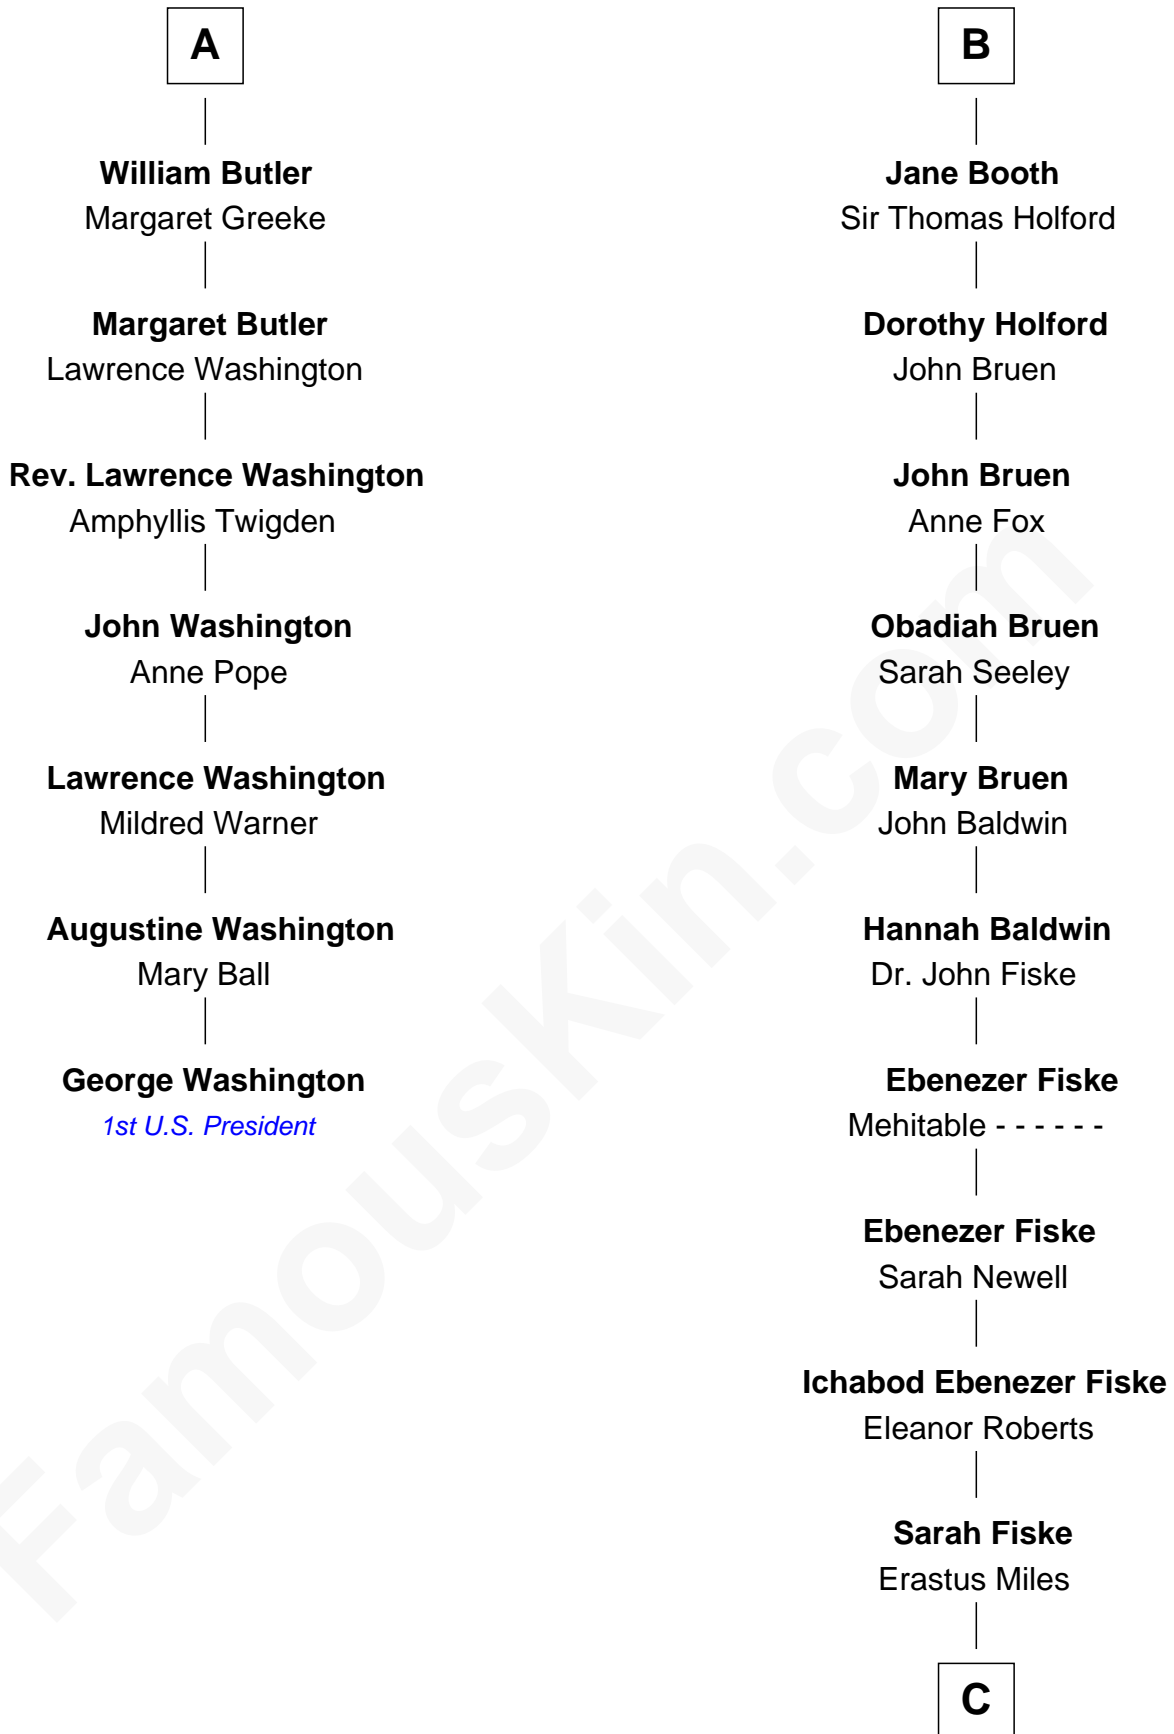 A
William Butler
Margaret Greeke
Margaret Butler
Lawrence Washington
Rev. Lawrence Washington
Amphyllis Twigden
John Washington
Anne Pope
Lawrence Washington
Mildred Warner
Augustine Washington
Mary Ball
George Washington
1st U.S. President
B
Jane Booth
Sir Thomas Holford
Dorothy Holford
John Bruen
John Bruen
Anne Fox
Obadiah Bruen
Sarah Seeley
Mary Bruen
John Baldwin
Hannah Baldwin
Dr. John Fiske
Ebenezer Fiske
Mehitable - - - - - -
Ebenezer Fiske
Sarah Newell
Ichabod Ebenezer Fiske
Eleanor Roberts
Sarah Fiske
Erastus Miles
C
FamousKin.com